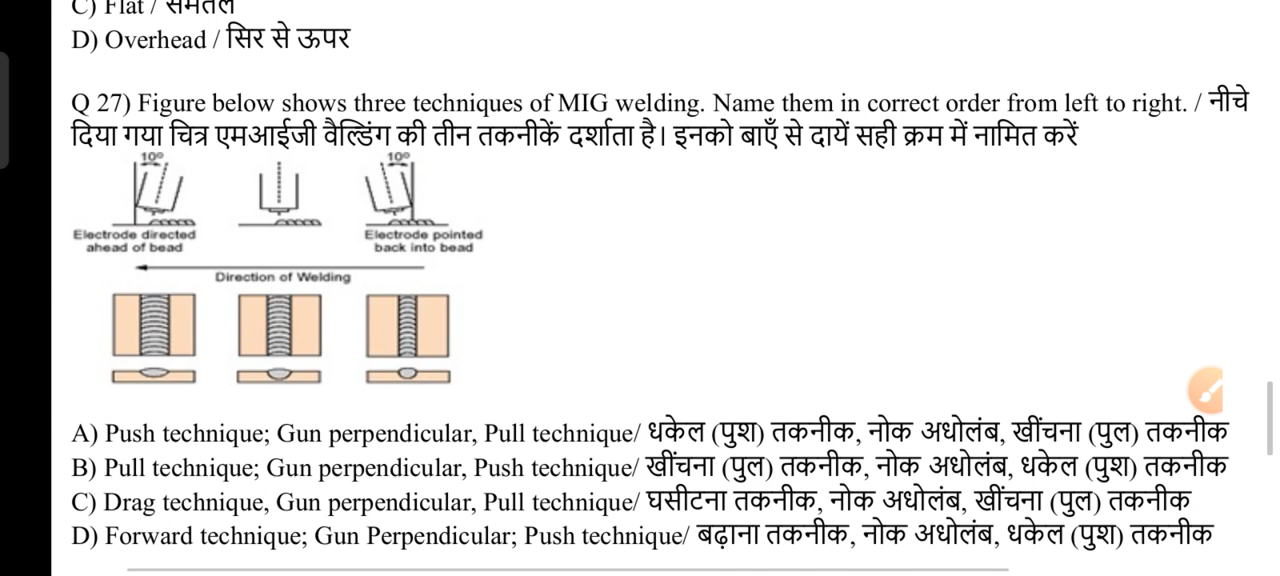 C) Flat / समतल
D) Overhead / सिर से ऊपर
Q 27) Figure below shows three techniques of MIG welding. Name them in correct order from left to right. / नीचे
दिया गया चित्र एमआईजी वैल्डिंग की तीन तकनीकें दर्शाता है। इनको बाएँ से दायें सही क्रम में नामित करें
10° 10°
Electrode directed
ahead of bead
Electrode pointed
back into bead
Direction of Welding
A) Push technique; Gun perpendicular, Pull technique/ धकेल (पुश) तकनीक, नोक अधोलंब, खींचना (पुल) तकनीक
B) Pull technique; Gun perpendicular, Push technique/ खींचना (पुल) तकनीक, नोक अधोलंब, धकेल (पुश) तकनीक
C) Drag technique, Gun perpendicular, Pull technique/ घसीटना तकनीक, नोक अधोलंब, खींचना (पुल) तकनीक
D) Forward technique; Gun Perpendicular; Push technique/ बढ़ाना तकनीक, नोक अधोलंब, धकेल (पुश) तकनीक